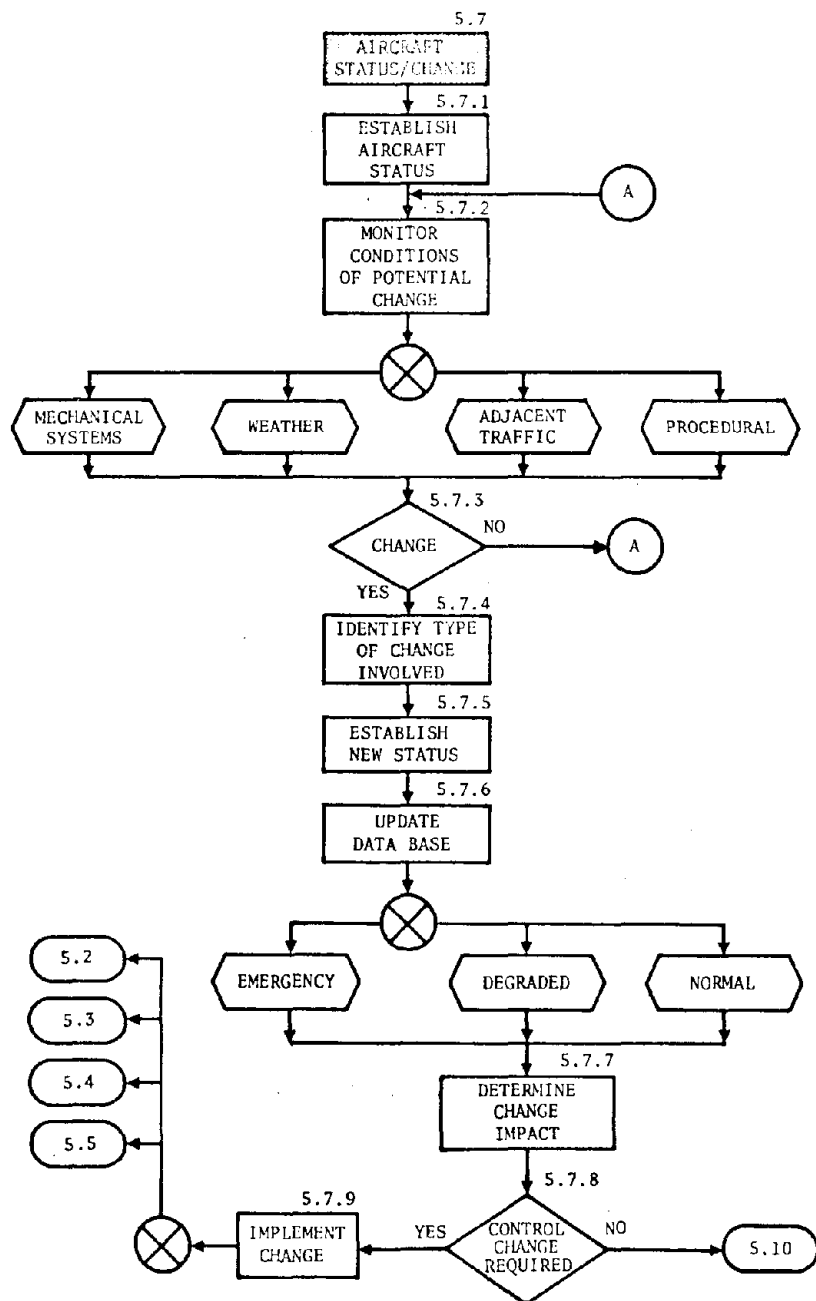 5.7
AIRCRAFT
STATUS/CHANGE
5.7.1
ESTABLISH
AIRCRAFT
STATUS
A
5.7.2
MONITOR
CONDITIONS
OF POTENTIAL
CHANGE
MECHANICAL
SYSTEMS
WEATHER
ADJACENT
TRAFFIC
PROCEDURAL
5.7.3
CHANGE
NO
A
YES
5.7.4
IDENTIFY TYPE
OF CHANGE
INVOLVED
5.7.5
ESTABLISH
NEW STATUS
5.7.6
UPDATE
DATA BASE
EMERGENCY
DEGRADED
NORMAL
5.2
5.3
5.4
5.5
5.7.7
DETERMINE
CHANGE
IMPACT
5.7.8
CONTROL
CHANGE
REQUIRED
YES
NO
5.7.9
IMPLEMENT
CHANGE
5.10